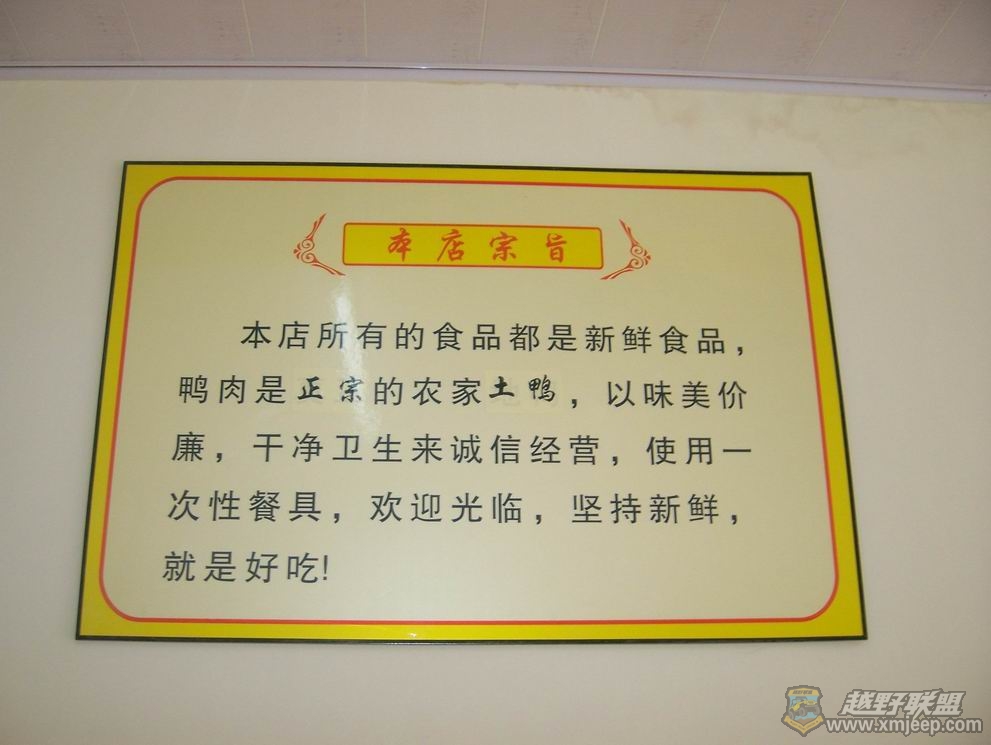 本店宗旨
本店所有的食品都是新鲜食品，
鸭肉是正宗的农家土鸭，以味美价
廉，干净卫生来诚信经营，使用一
次性餐具，欢迎光临，坚持新鲜，
就是好吃!
越野联盟
www.xmjeep.com